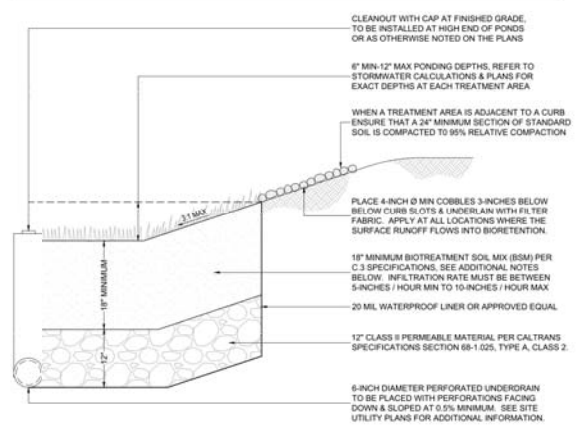 CLEANOUT WITH CAP AT FINISHED GRADE,
TO BE INSTALLED AT HIGH END OF PONDS
OR AS OTHERWISE NOTED ON THE PLANS
6" MIN-12" MAX PONDING DEPTHS, REFER TO
STORMWATER CALCULATIONS & PLANS FOR
EXACT DEPTHS AT EACH TREATMENT AREA
WHEN A TREATMENT AREA IS ADJACENT TO A CURB
ENSURE THAT A 24" MINIMUM SECTION OF STANDARD
SOIL IS COMPACTED TO 95% RELATIVE COMPACTION
3:1 MAX
PLACE 4-INCH Ø MIN COBBLES 3-INCHES BELOW
BELOW CURB SLOTS & UNDERLAIN WITH FILTER
FABRIC. APPLY AT ALL LOCATIONS WHERE THE
SURFACE RUNOFF FLOWS INTO BIORETENTION.
18" MINIMUM
18" MINIMUM BIOTREATMENT SOIL MIX (BSM) PER
C.3 SPECIFICATIONS, SEE ADDITIONAL NOTES
BELOW. INFILTRATION RATE MUST BE BETWEEN
5-INCHES / HOUR MIN TO 10-INCHES / HOUR MAX
20 MIL WATERPROOF LINER OR APPROVED EQUAL
12"
12" CLASS II PERMEABLE MATERIAL PER CALTRANS
SPECIFICATIONS SECTION 68-1.025, TYPE A, CLASS 2.
6-INCH DIAMETER PERFORATED UNDERDRAIN
TO BE PLACED WITH PERFORATIONS FACING
DOWN & SLOPED AT 0.5% MINIMUM. SEE SITE
UTILITY PLANS FOR ADDITIONAL INFORMATION.